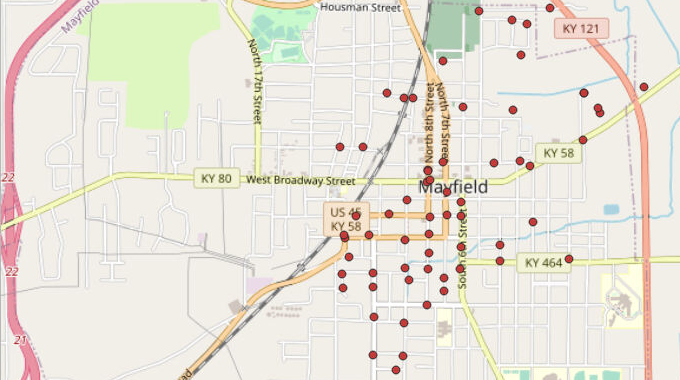 Housman Street
Mayfield
KY 121
North 17th Street
North 8th Street
North 7th Street
KY 58
22
KY 80
West Broadway Street
Mayfield
US 45
KY 58
South 6th Street
KY 464
22
21
ad